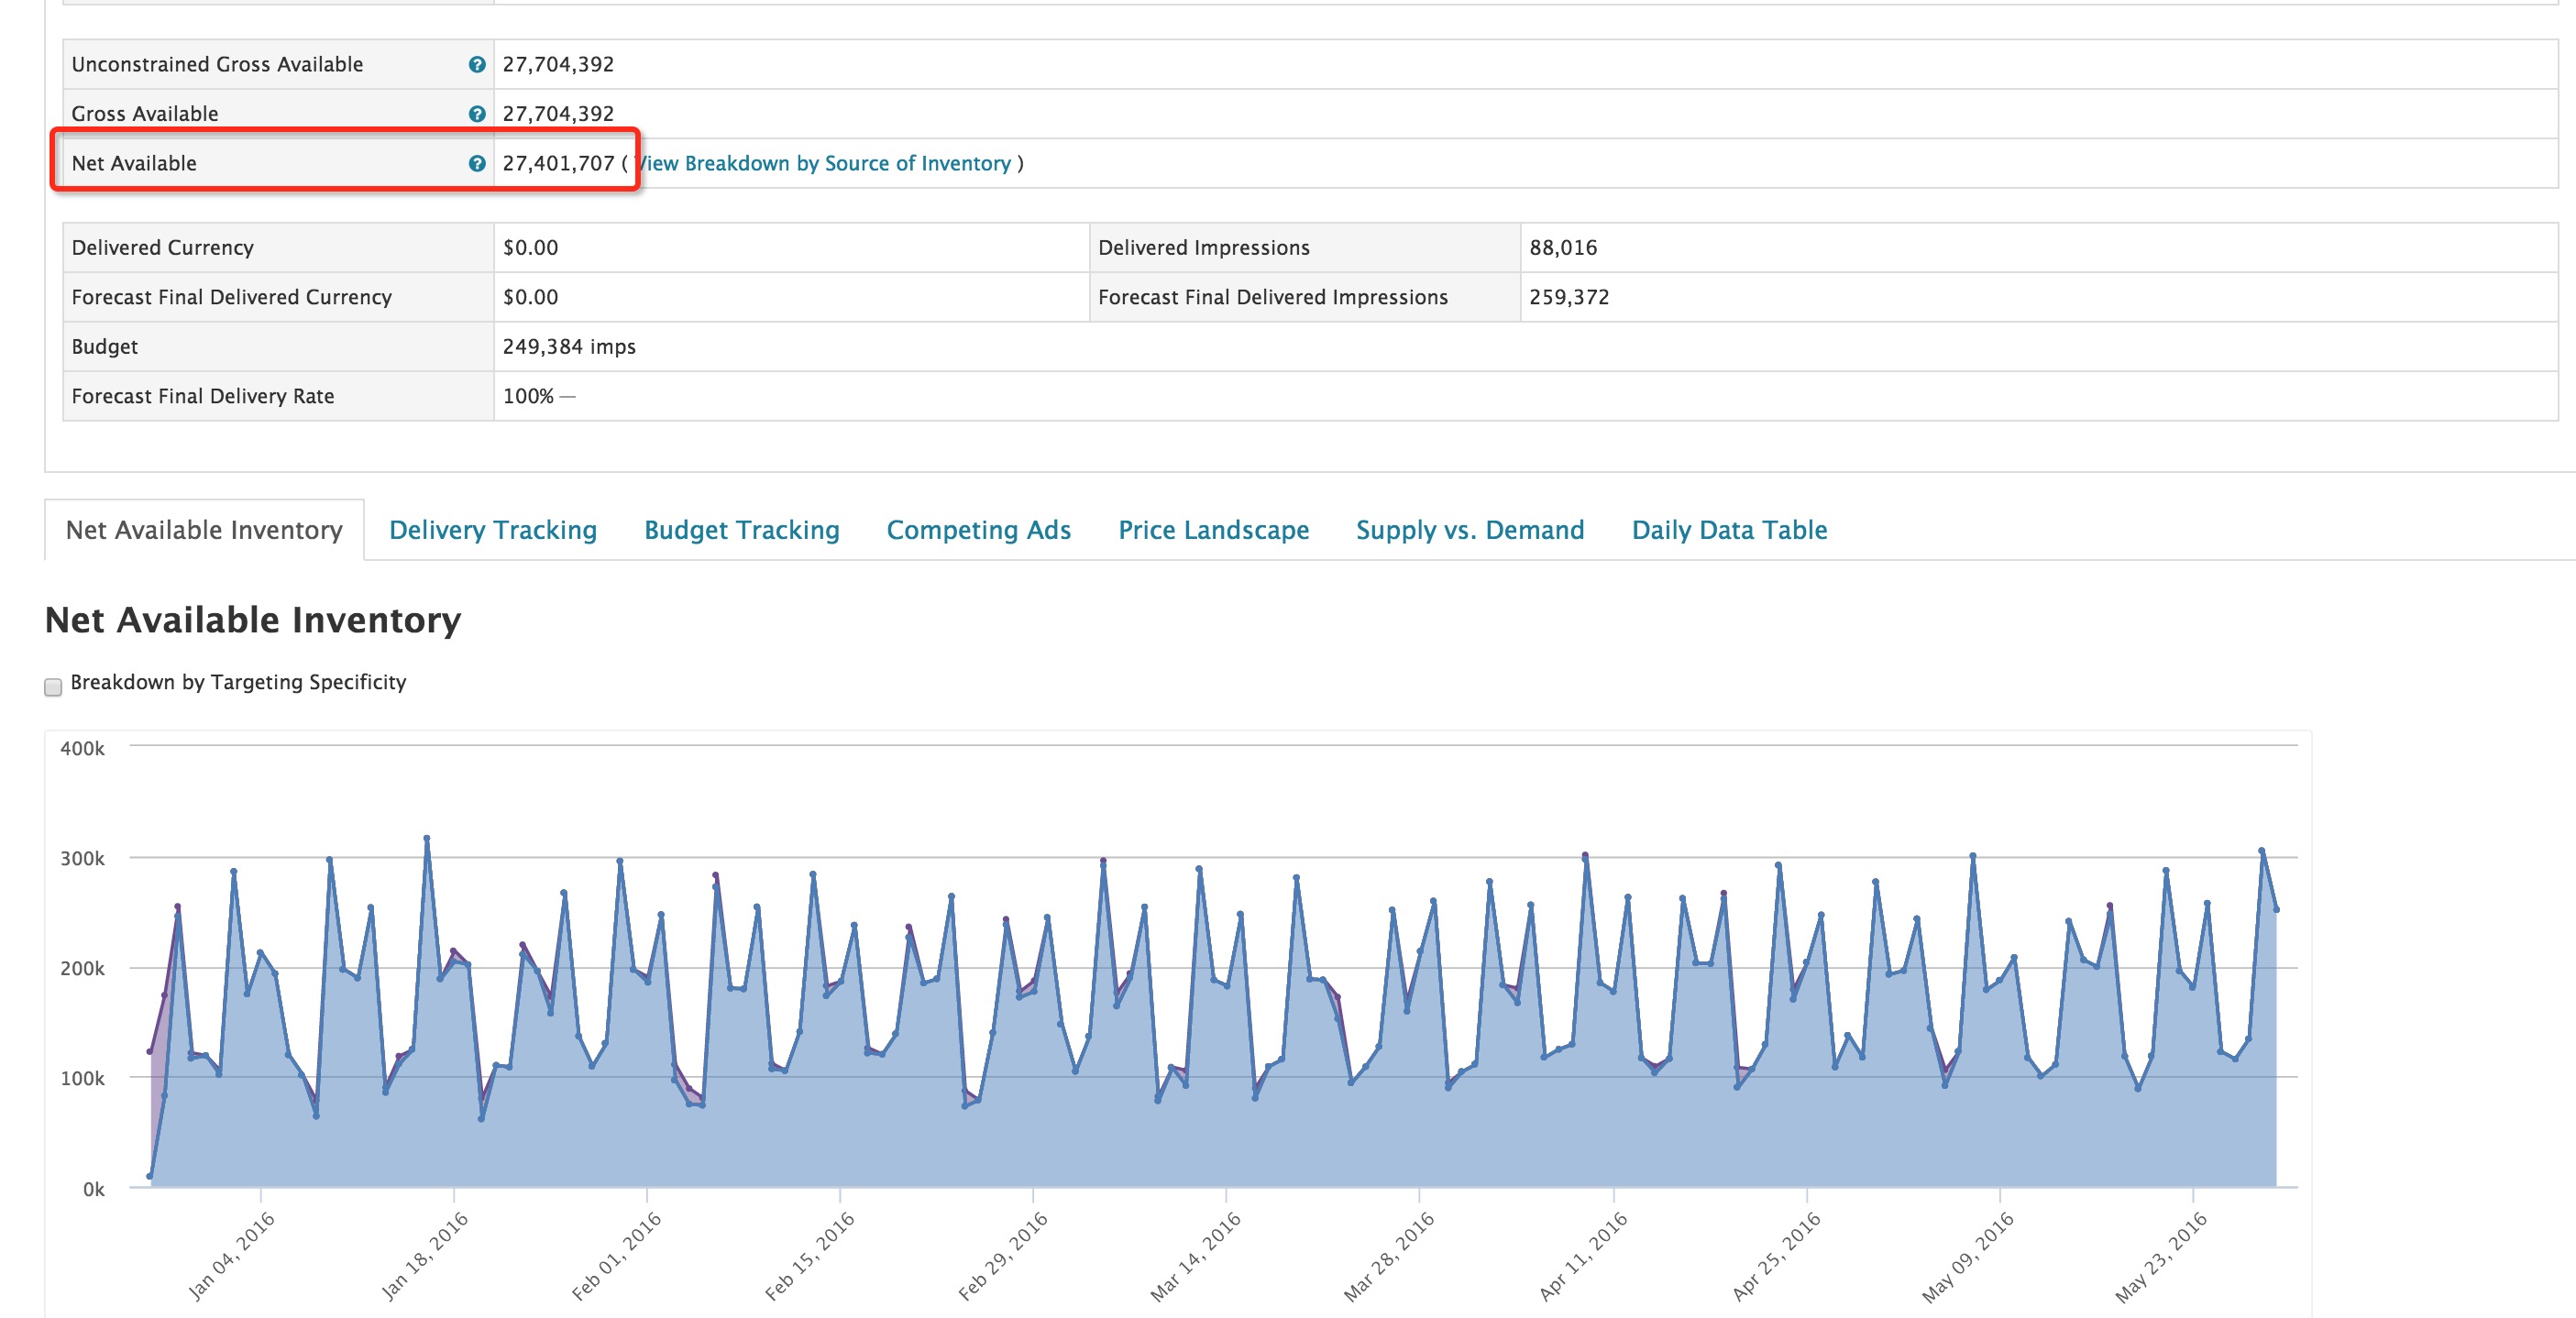 Unconstrained Gross Available ? 27,704,392
Gross Available ? 27,704,392
Net Available ? 27,401,707 ( View Breakdown by Source of Inventory )
Delivered Currency $0.00 Delivered Impressions 88,016
Forecast Final Delivered Currency $0.00 Forecast Final Delivered Impressions 259,372
Budget 249,384 imps
Forecast Final Delivery Rate 100% —
Net Available Inventory Delivery Tracking Budget Tracking Competing Ads Price Landscape Supply vs. Demand Daily Data Table
Net Available Inventory
Breakdown by Targeting Specificity
400k
300k
200k
100k
0k
Jan 04, 2016 Jan 18, 2016 Feb 01, 2016 Feb 15, 2016 Feb 29, 2016 Mar 14, 2016 Mar 28, 2016 Apr 11, 2016 Apr 25, 2016 May 09, 2016 May 23, 2016